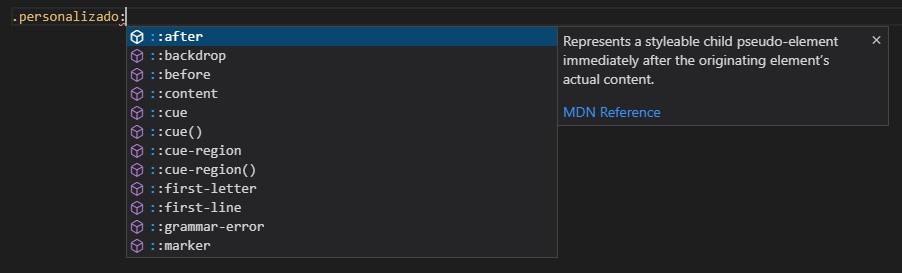 .personalizado:
::after
::backdrop
::before
::content
::cue
::cue()
::cue-region
::cue-region()
::first-letter
::first-line
::grammar-error
::marker
Represents a styleable child pseudo-element
immediately after the originating element’s
actual content.
MDN Reference